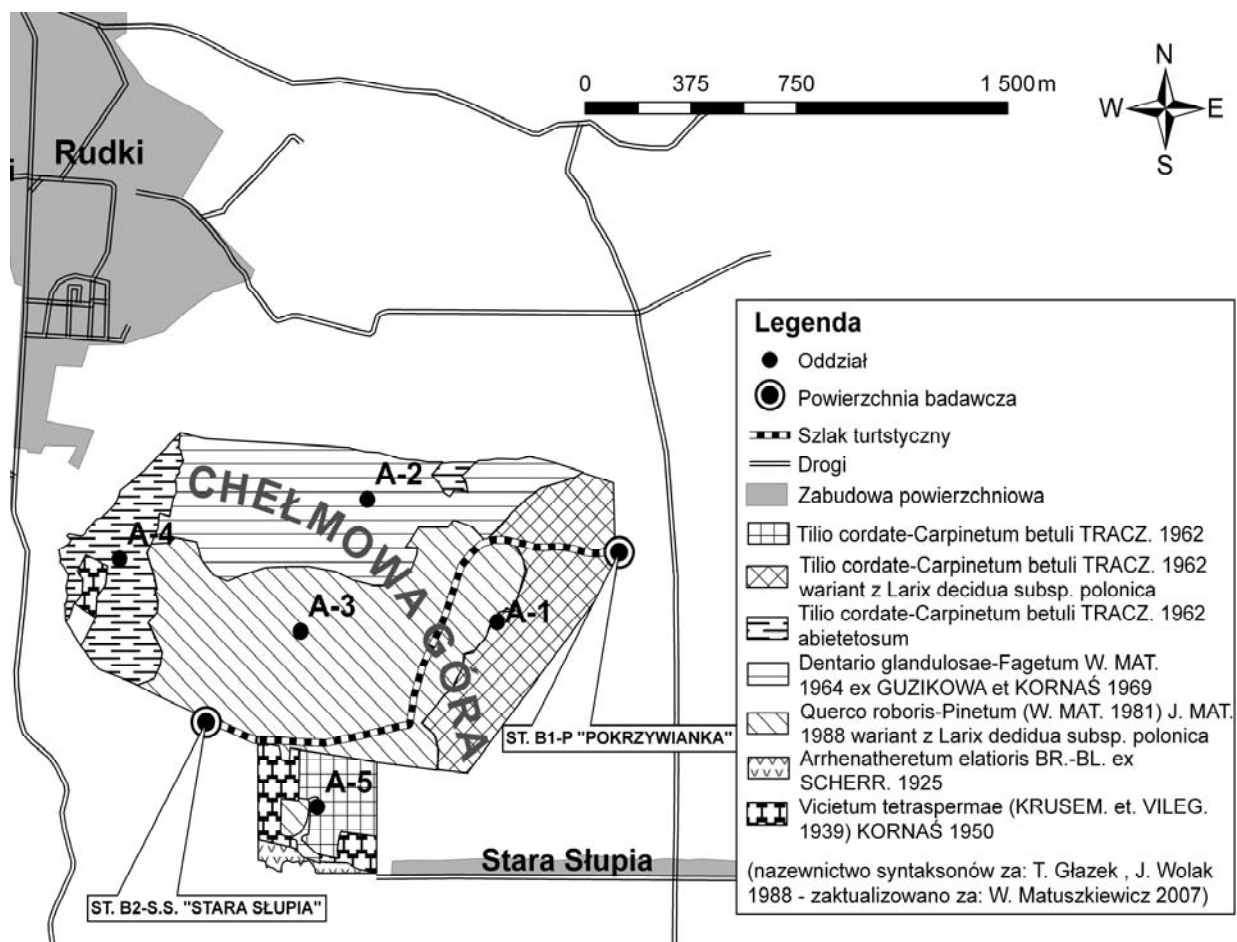 0 375 750 1 500 m
N
W E
S
Rudki
i
Legenda
Oddział
Powierzchnia badawcza
Szlak turtstyczny
Drogi
Zabudowa powierzchniowa
Tilio cordate-Carpinetum betuli TRACZ. 1962
Tilio cordate-Carpinetum betuli TRACZ. 1962
wariant z Larix decidua subsp. polonica
Tilio cordate-Carpinetum betuli TRACZ. 1962
abietetosum
Dentario glandulosae-Fagetum W. MAT.
1964 ex GUZIKOWA et KORNAŚ 1969
Querco roboris-Pinetum (W. MAT. 1981) J. MAT.
1988 wariant z Larix dedidua subsp. polonica
Arrhenatheretum elatioris BR.-BL. ex
SCHERR. 1925
Vicietum tetraspermae (KRUSEM. et. VILEG.
1939) KORNAŚ 1950
(nazewnictwo syntaksonów za: T. Głazek , J. Wolak
1988 - zaktualizowano za: W. Matuszkiewicz 2007)
CHEŁMOWA GÓRA
A-2
A-4
A-3
A-1
ST. B1-P "POKRZYWIANKA"
A-5
Stara Słupia
ST. B2-S.S. "STARA SŁUPIA"